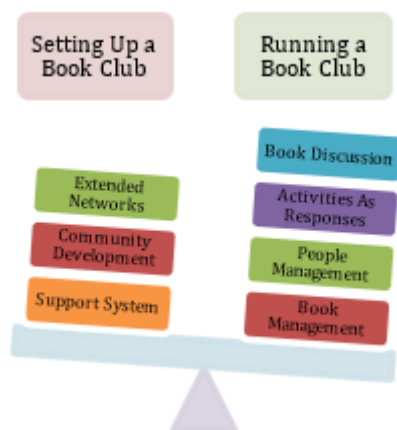 Setting Up a
Book Club
Running a
Book Club
Extended
Networks
Community
Development
Support System
Book Discussion
Activities As
Responses
People
Management
Book
Management